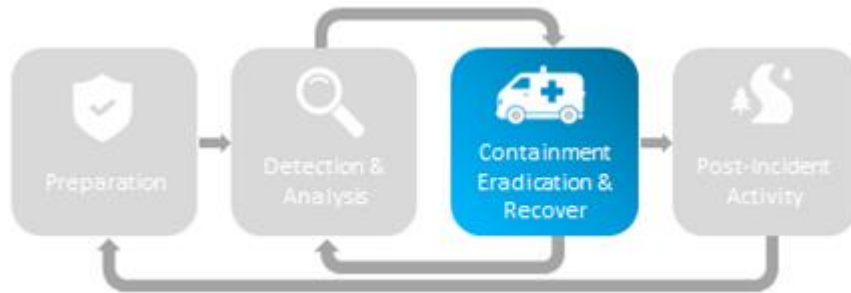 Preparation
Detection &
Analysis
Containment
Eradication &
Recover
Post-Incident
Activity